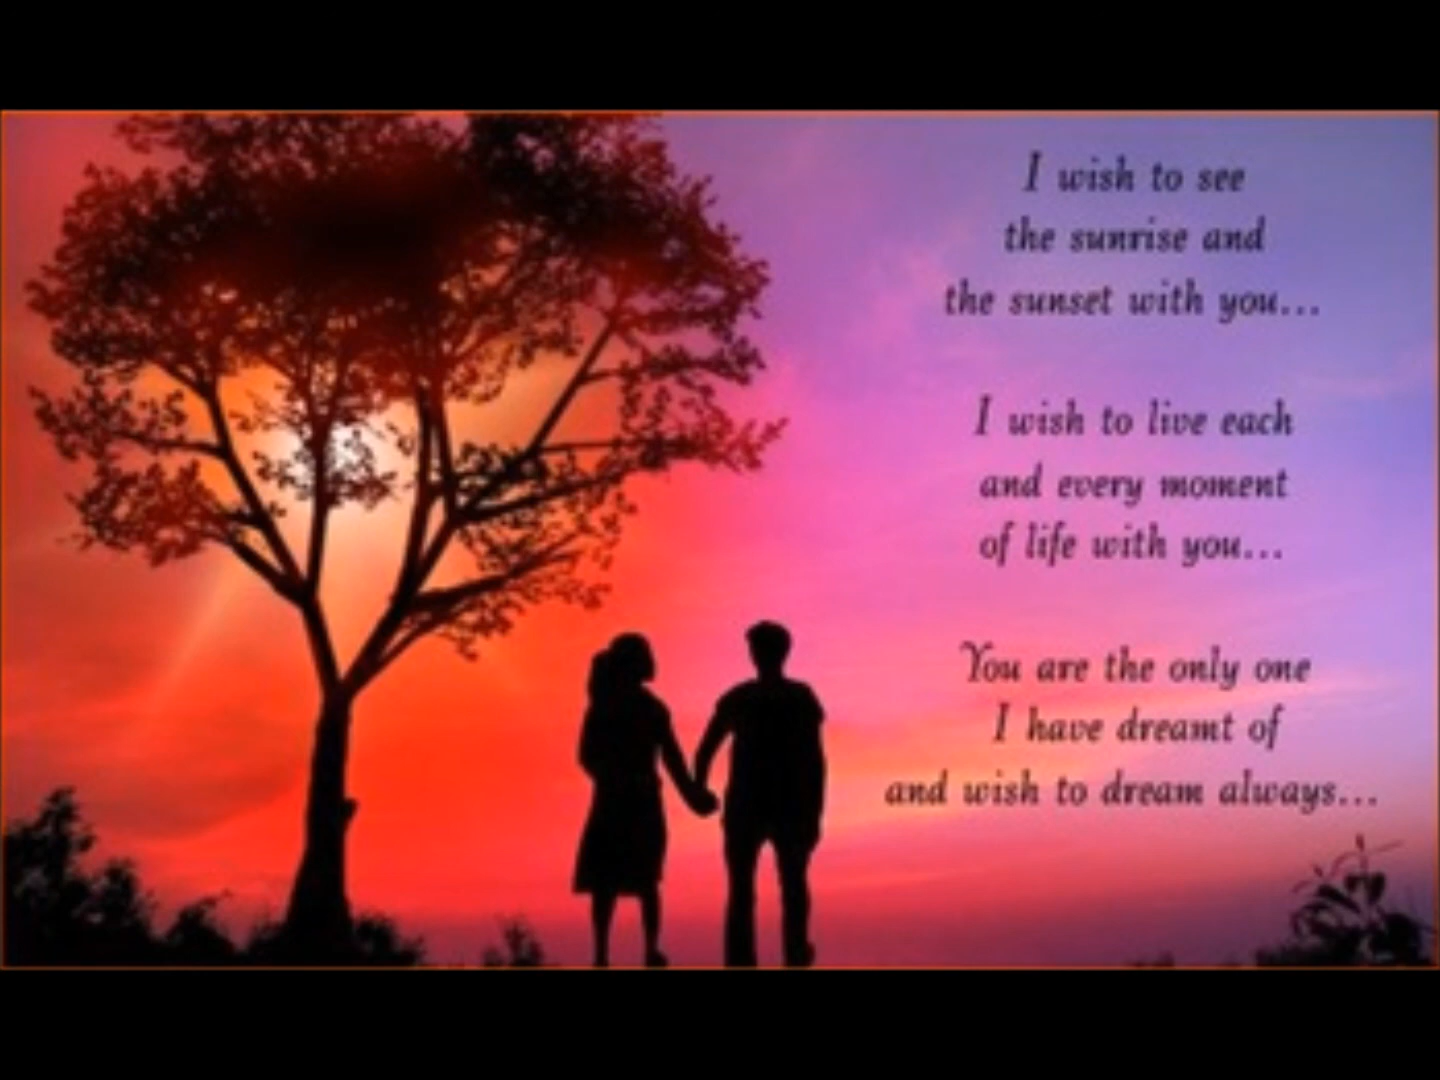 I wish to see
the sunrise and
the sunset with you...
I wish to live each
and every moment
of life with you...
You are the only one
I have dreamt of
and wish to dream always...